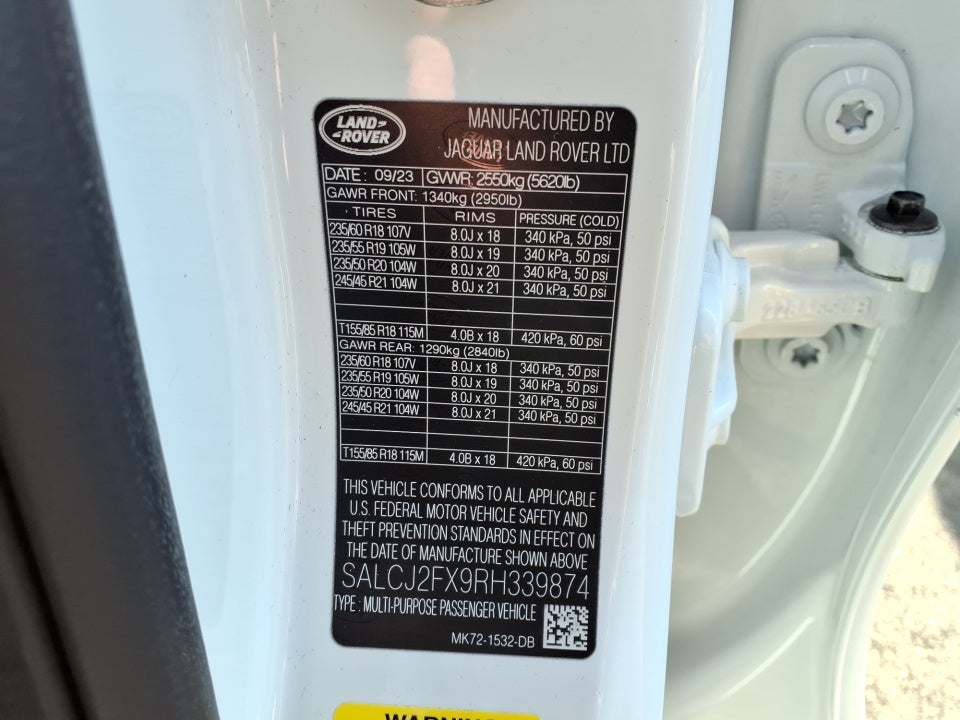 LAND-
-ROVER
MANUFACTURED BY
JAGUAR LAND ROVER LTD
DATE: 09/23 GVWR: 2550kg (5620lb)
GAWR FRONT: 1340kg (2950lb)
TIRES RIMS PRESSURE (COLD)
235/60 R18 107V 8.0J x 18 340 kPa, 50 psi
235/55 R19 105W 8.0J x 19 340 kPa, 50 psi
235/50 R20 104W 8.0J x 20 340 kPa, 50 psi
245/45 R21 104W 8.0J x 21 340 kPa, 50 psi
T155/85 R18 115M 4.0B x 18 420 kPa, 60 psi
GAWR REAR: 1290kg (2840lb)
235/60 R18 107V 8.0J x 18 340 kPa, 50 psi
235/55 R19 105W 8.0J x 19 340 kPa, 50 psi
235/50 R20 104W 8.0J x 20 340 kPa, 50 psi
245/45 R21 104W 8.0J x 21 340 kPa, 50 psi
T155/85 R18 115M 4.0B x 18 420 kPa, 60 psi
THIS VEHICLE CONFORMS TO ALL APPLICABLE
U.S. FEDERAL MOTOR VEHICLE SAFETY AND
THEFT PREVENTION STANDARDS IN EFFECT ON
THE DATE OF MANUFACTURE SHOWN ABOVE
SALCJ2FX9RH339874
TYPE: MULTI-PURPOSE PASSENGER VEHICLE
MK72-1532-DB
WARNING